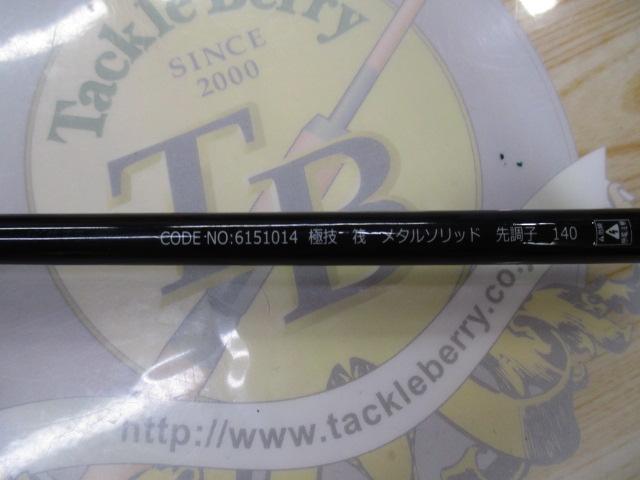 Tackle Berry
SINCE
2000
TB
CODE NO:6151014 極技 筏 メタルソリッド 先調子 140
http://www.tackleberry.co.j